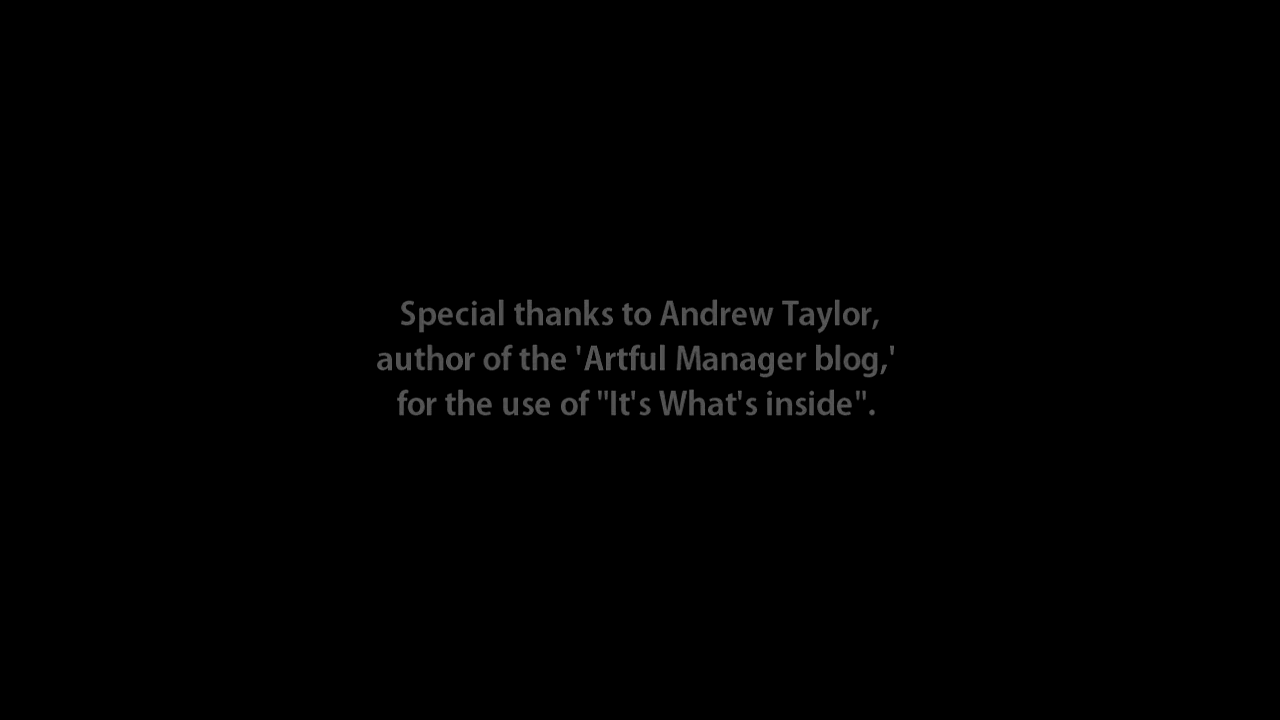 Special thanks to Andrew Taylor,
author of the 'Artful Manager blog,'
for the use of "It's What's inside".